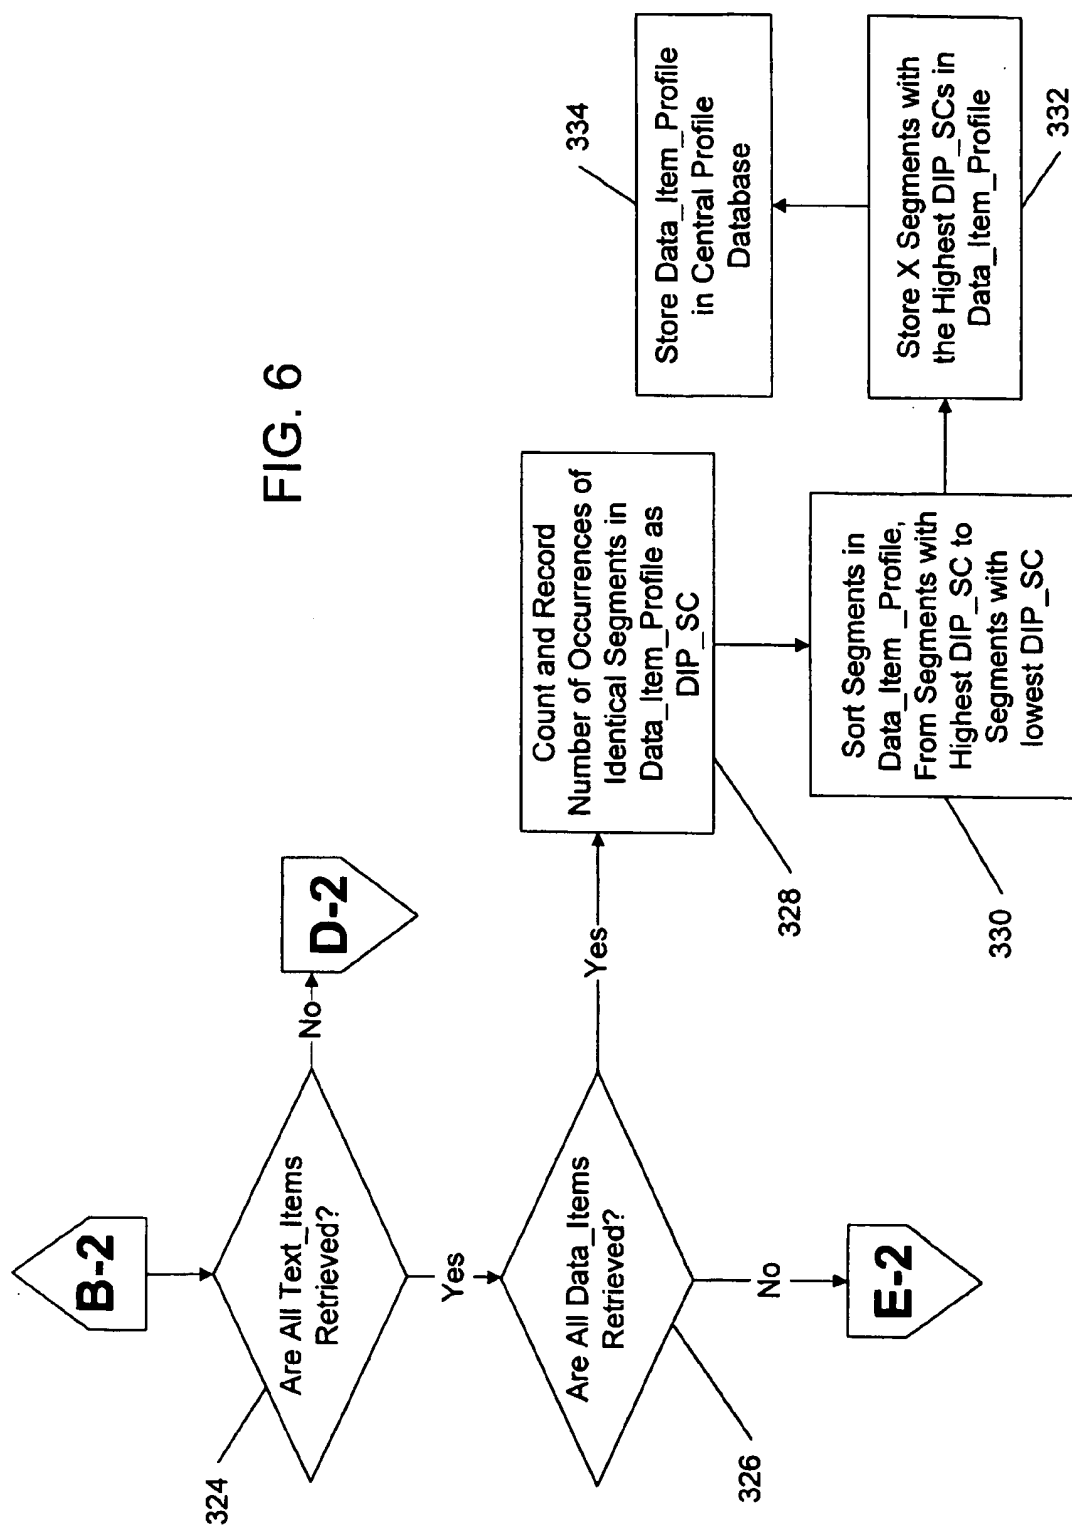 FIG. 6
B-2
324
Are All Text_Items
Retrieved?
No
D-2
Yes
326
Are All Data_Items
Retrieved?
No
E-2
Yes
328
Count and Record
Number of Occurrences of
Identical Segments in
Data_Item_Profile as
DIP_SC
330
Sort Segments in
Data_Item _Profile,
From Segments with
Highest DIP_SC to
Segments with
lowest DIP_SC
332
Store X Segments with
the Highest DIP_SCs in
Data_Item_Profile
334
Store Data_Item_Profile
in Central Profile
Database